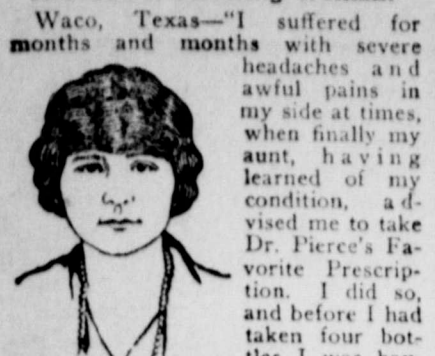 Waco, Texas—"I suffered for
months and months with severe
headaches and
awful pains in
my side at times,
when finally my
aunt, having
learned of my
condition, ad-
vised me to take
Dr. Pierce's Fa-
vorite Prescrip-
tion. I did so,
and before I had
taken four bot-
tles I was